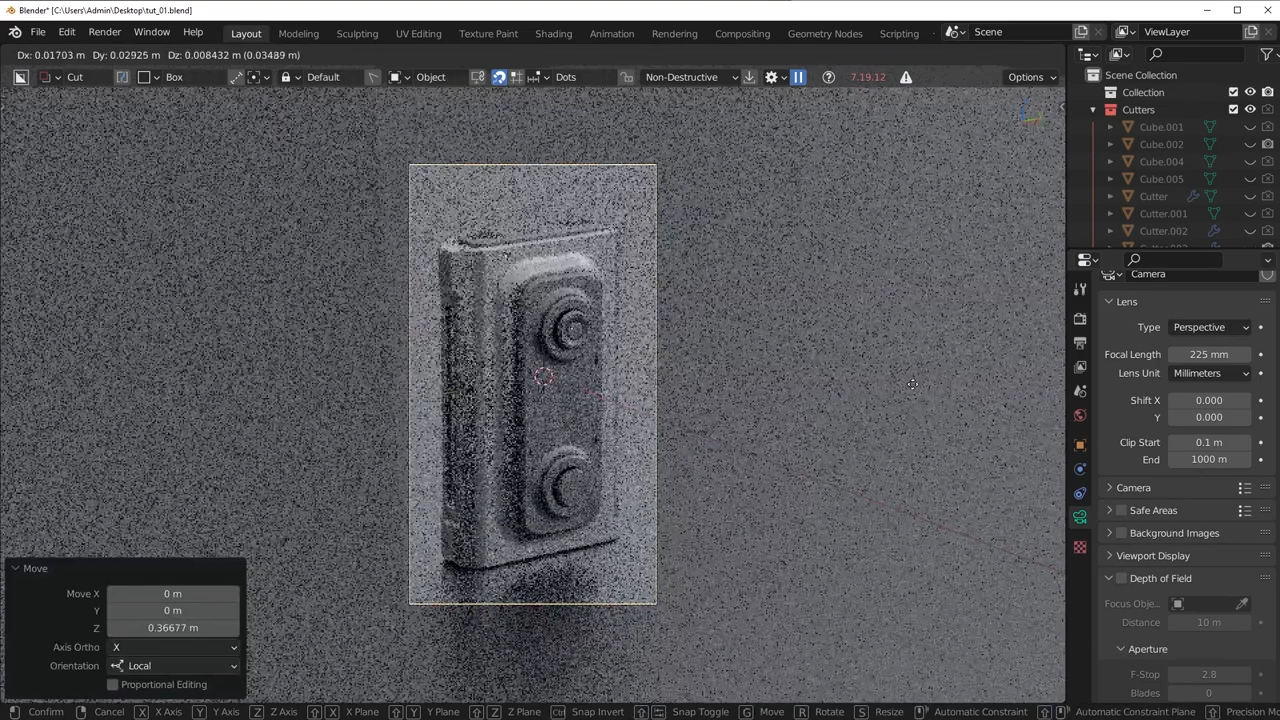 Blender* [C:\Users\Admin\Desktop\tut_01.blend]
File Edit Render Window Help Layout Modeling Sculpting UV Editing Texture Paint Shading Animation Rendering Compositing Geometry Nodes Scripting Scene ViewLayer
Dx: 0.01703 m Dy: 0.02925 m Dz: 0.008432 m (0.03489 m)
Cut Box Default Object Dots Non-Destructive 7.19.12 Options
Scene Collection
Collection
Cutters
Cube.001
Cube.002
Cube.004
Cube.005
Cutter
Cutter.001
Cutter.002
Camera
Lens
Type Perspective
Focal Length 225 mm
Lens Unit Millimeters
Shift X 0.000
Y 0.000
Clip Start 0.1 m
End 1000 m
Camera
Safe Areas
Background Images
Viewport Display
Depth of Field
Focus Obje...
Distance 10 m
Aperture
F-Stop 2.8
Blades 0
Move
Move X 0 m
Y 0 m
Z 0.36677 m
Axis Ortho X
Orientation Local
Proportional Editing
Confirm Cancel X X Axis Y Y Axis Z Z Axis X X Plane Y Y Plane Z Z Plane Ctrl Snap Invert Snap Toggle G Move R Rotate S Resize Automatic Constraint Automatic Constraint Plane Precision M